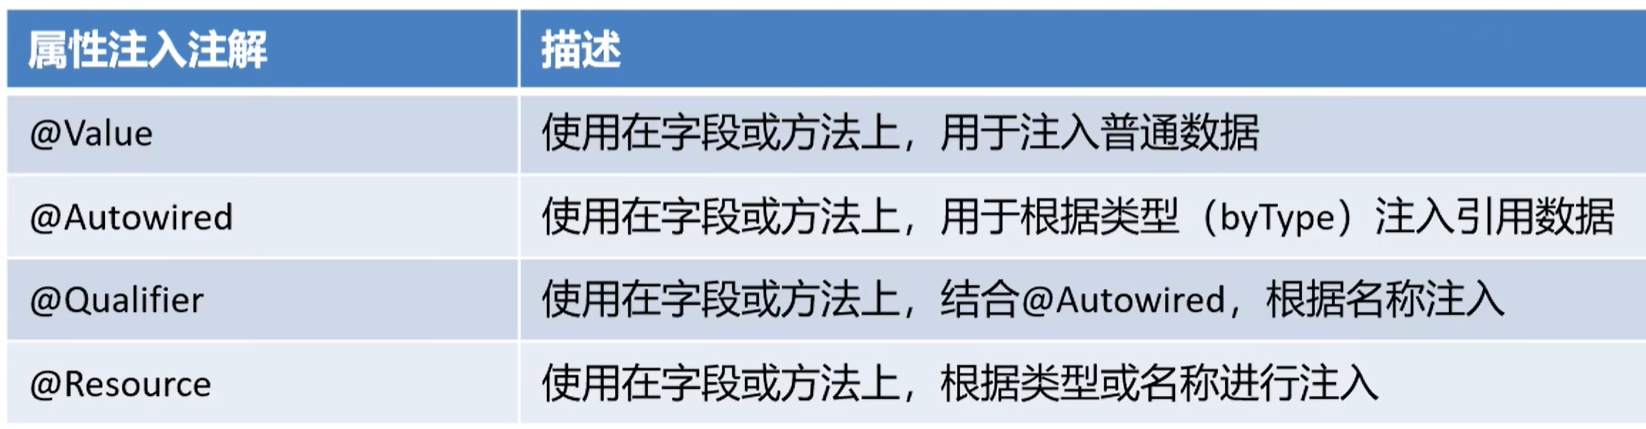 属性注入注解 描述
@Value 使用在字段或方法上，用于注入普通数据
@Autowired 使用在字段或方法上，用于根据类型（byType）注入引用数据
@Qualifier 使用在字段或方法上，结合@Autowired，根据名称注入
@Resource 使用在字段或方法上，根据类型或名称进行注入